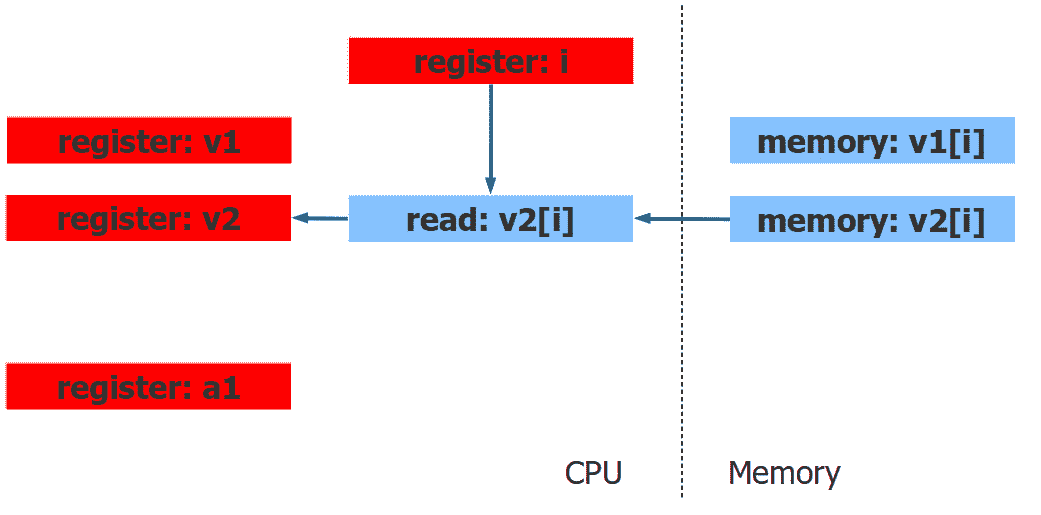 register: i
register: v1
memory: v1[i]
register: v2
read: v2[i]
memory: v2[i]
register: a1
CPU
Memory